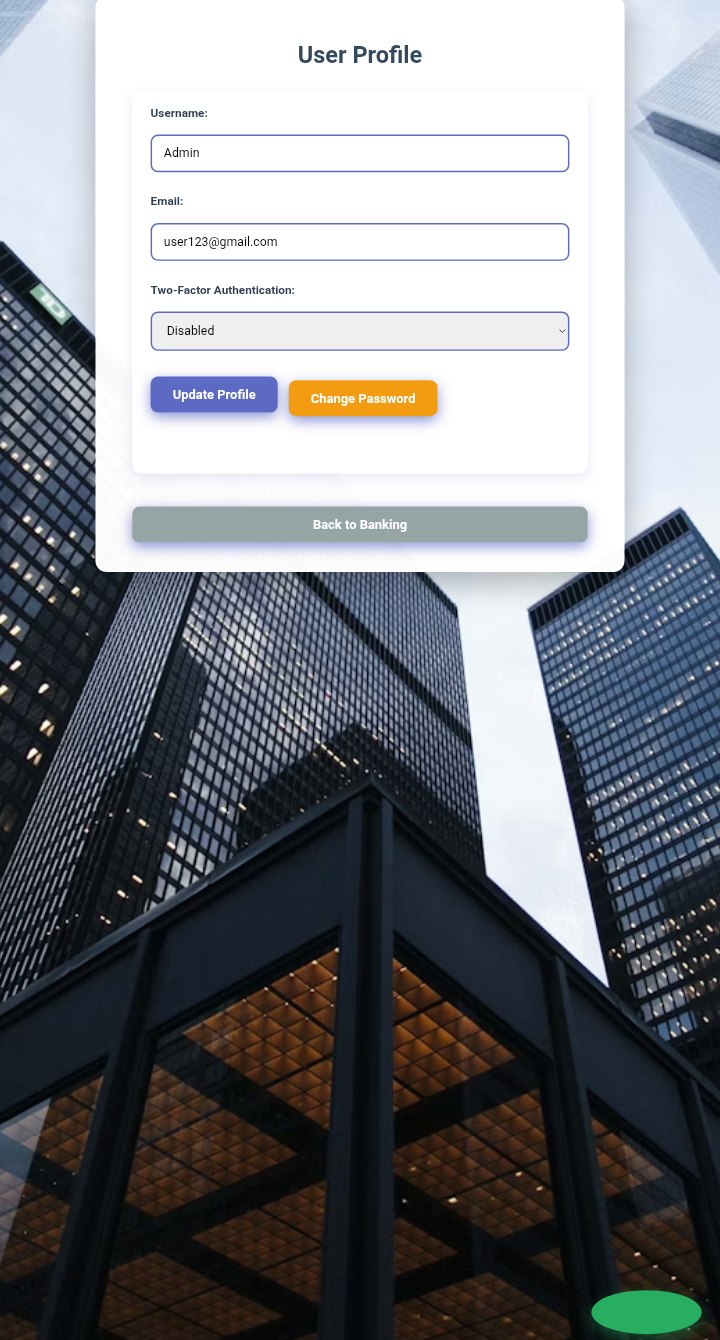 User Profile
Username:
Admin
Email:
user123@gmail.com
Two-Factor Authentication:
Disabled
Update Profile
Change Password
Back to Banking